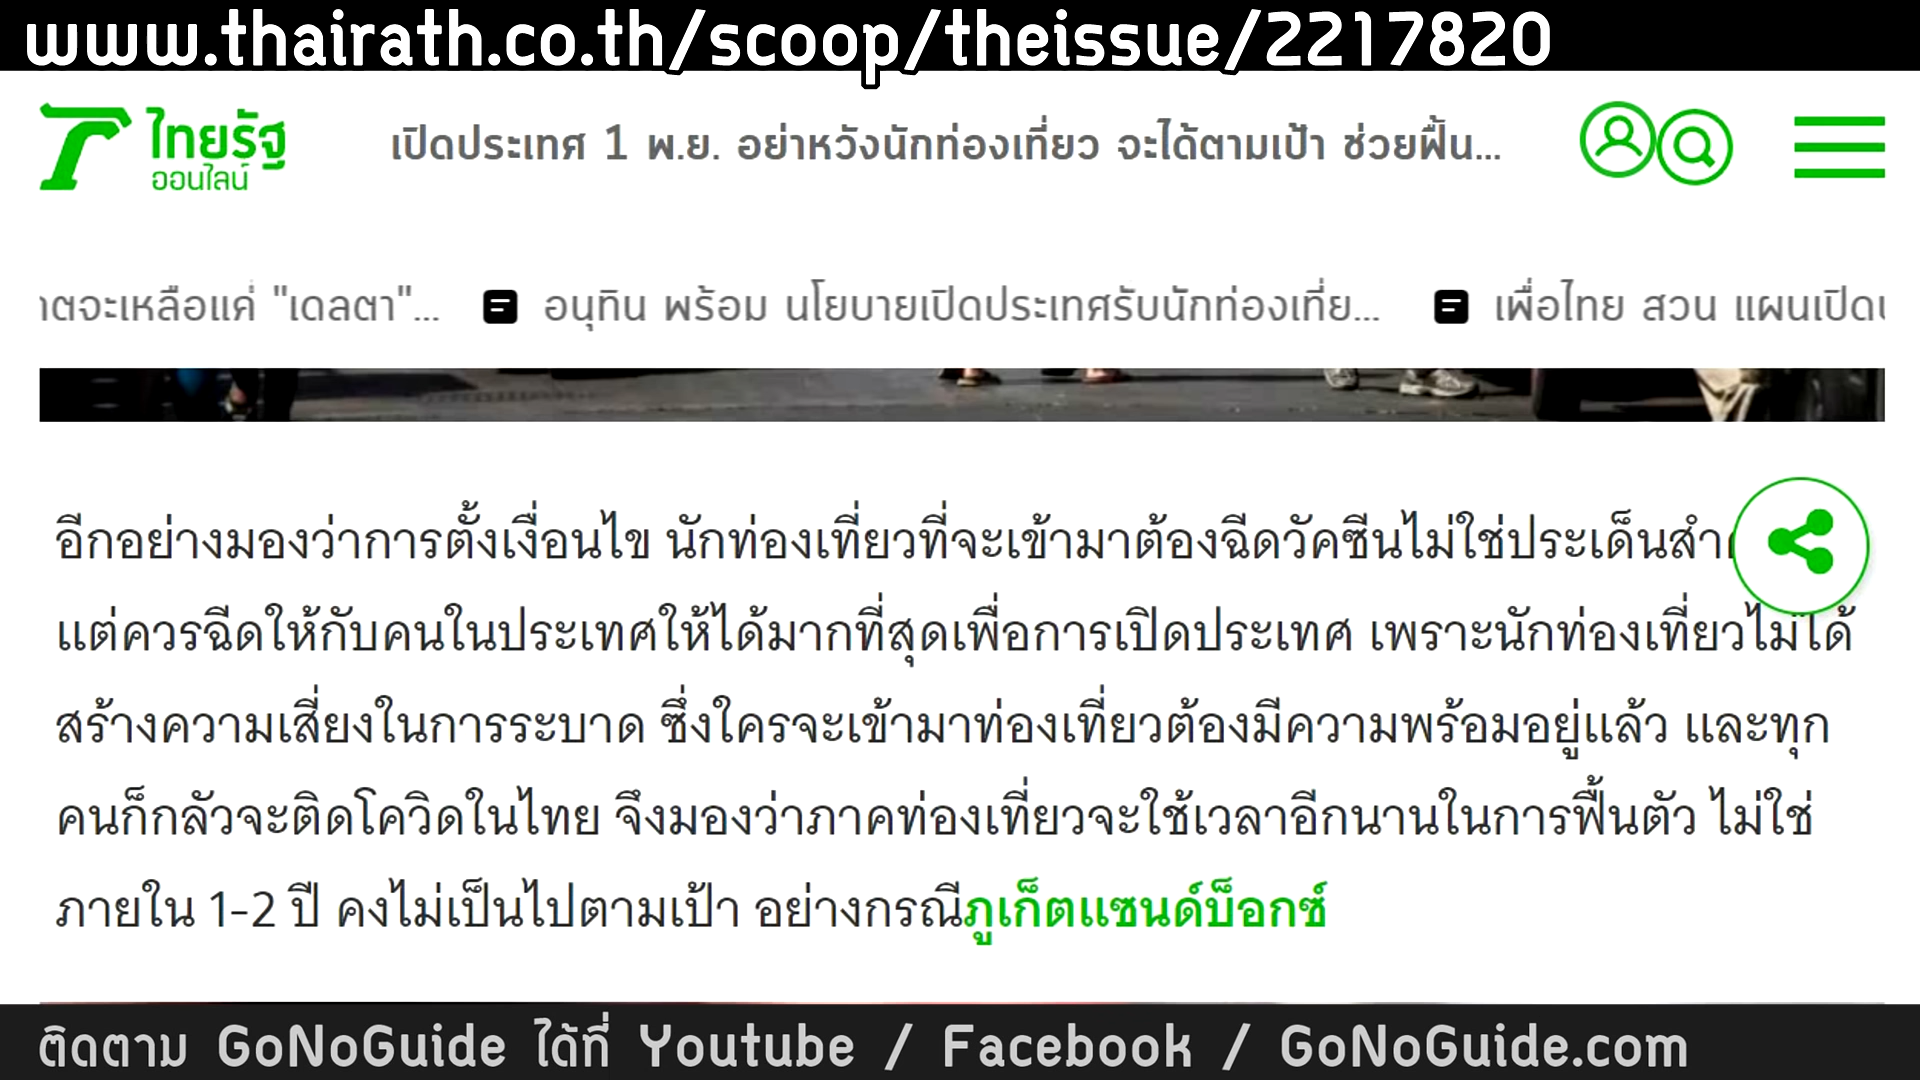 www.thairath.co.th/scoop/theissue/2217820
ไทยรัฐ
ออนไลน์
เปิดประเทศ 1 พ.ย. อย่าหวังนักท่องเที่ยว จะได้ตามเป้า ช่วยฟื้น...
จะเหลือแค่ "เดลตา"... อนุทิน พร้อม นโยบายเปิดประเทศรับนักท่องเที่ย... เพื่อไทย สวน แผนเปิด
อีกอย่างมองว่าการตั้งเงื่อนไข นักท่องเที่ยวที่จะเข้ามาต้องฉีดวัคซีนไม่ใช่ประเด็น
แต่ควรฉีดให้กับคนในประเทศให้ได้มากที่สุดเพื่อการเปิดประเทศ เพราะนักท่องเที่ยวไม่ได้
สร้างความเสี่ยงในการระบาด ซึ่งใครจะเข้ามาท่องเที่ยวต้องมีความพร้อมอยู่แล้ว และทุก
คนก็กลัวจะติดโควิดในไทย จึงมองว่าภาคท่องเที่ยวจะใช้เวลาอีกนานในการฟื้นตัว ไม่ใช่
ภายใน 1-2 ปี คงไม่เป็นไปตามเป้า อย่างกรณีภูเก็ตแซนด์บ็อกซ์
ติดตาม GoNoGuide ได้ที่ Youtube / Facebook / GoNoGuide.com